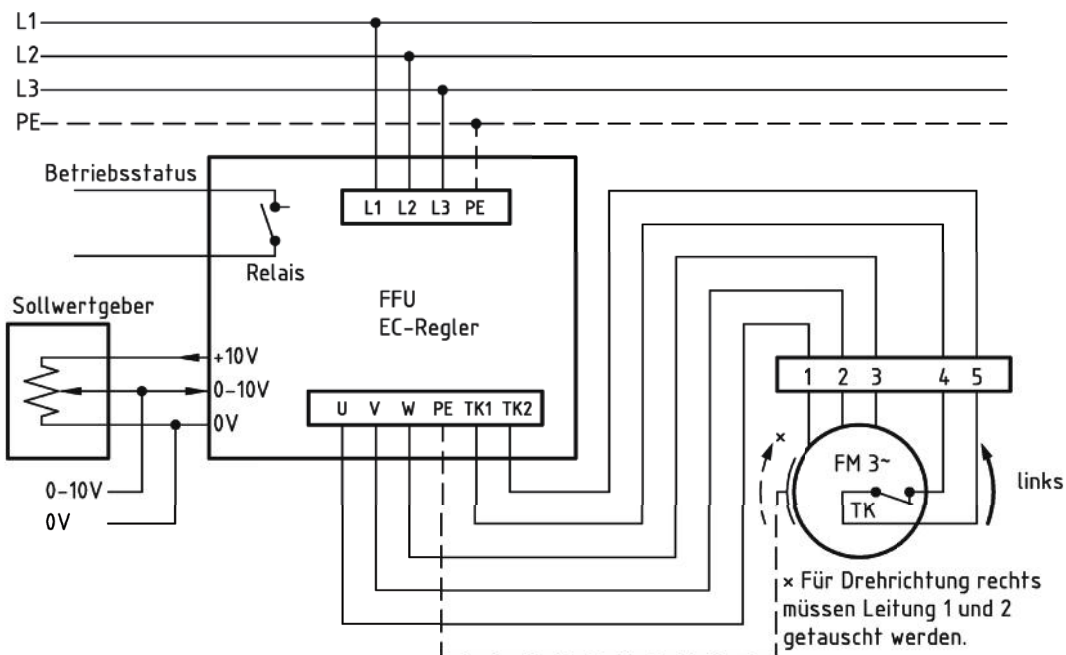 L1
L2
L3
PE
Betriebsstatus
L1 L2 L3 PE
Relais
FFU
EC-Regler
Sollwertgeber
+10V
0-10V
0V
U V W PE TK1 TK2
1 2 3 4 5
×
FM 3~
TK
links
0-10V
0V
× Für Drehrichtung rechts
müssen Leitung 1 und 2
getauscht werden.